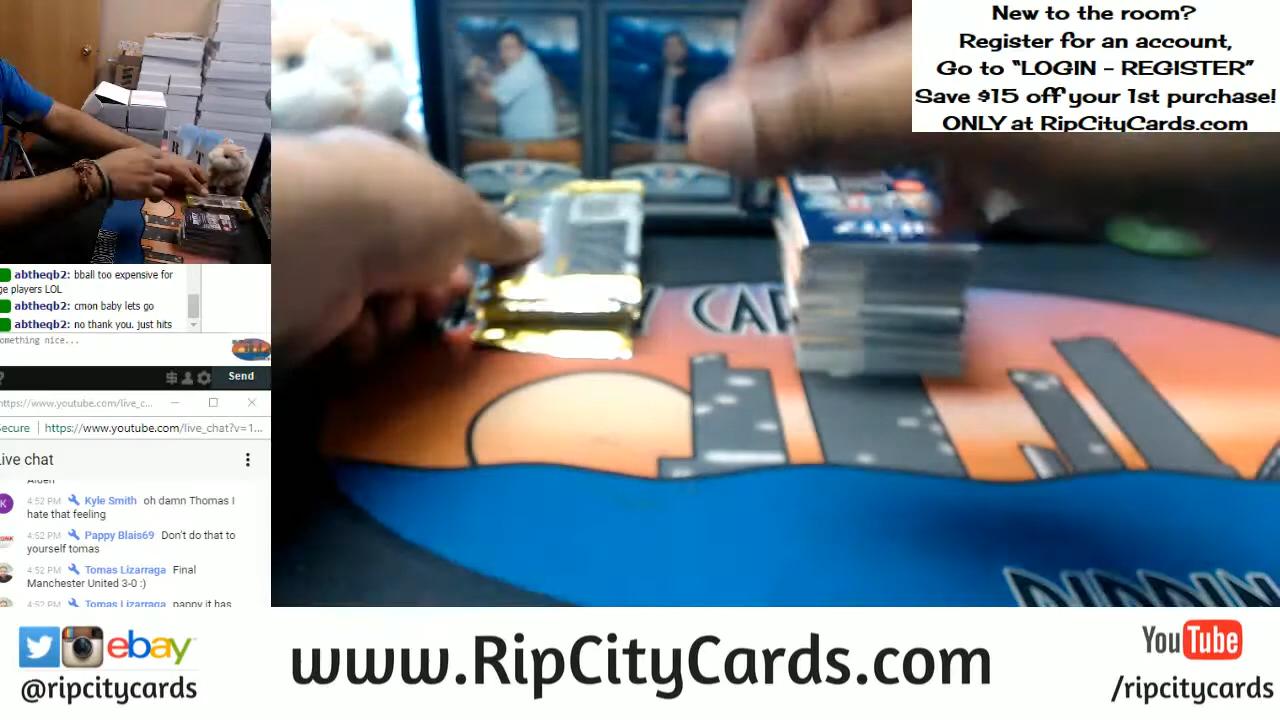 New to the room?
Register for an account,
Go to “LOGIN - REGISTER”
Save $15 off your 1st purchase!
ONLY at RipCityCards.com
abtheqb2: bball too expensive for
ge players LOL
abtheqb2: cmon baby lets go
abtheqb2: no thank you. just hits
omething nice...
Send
https://www.youtube.com/live_c...
Secure https://www.youtube.com/live_chat?v=1...
ive chat
K 4:52 PM Kyle Smith oh damn Thomas I
hate that feeling
4:52 PM Pappy Blais69 Don't do that to
yourself tomas
4:52 PM Tomas Lizarraga Final
Manchester United 3-0 :)
4:52 PM Tomas Lizarraga pappy it has
CA
ebay
@ripcitycards
www.RipCityCards.com
YouTube
/ripcitycards